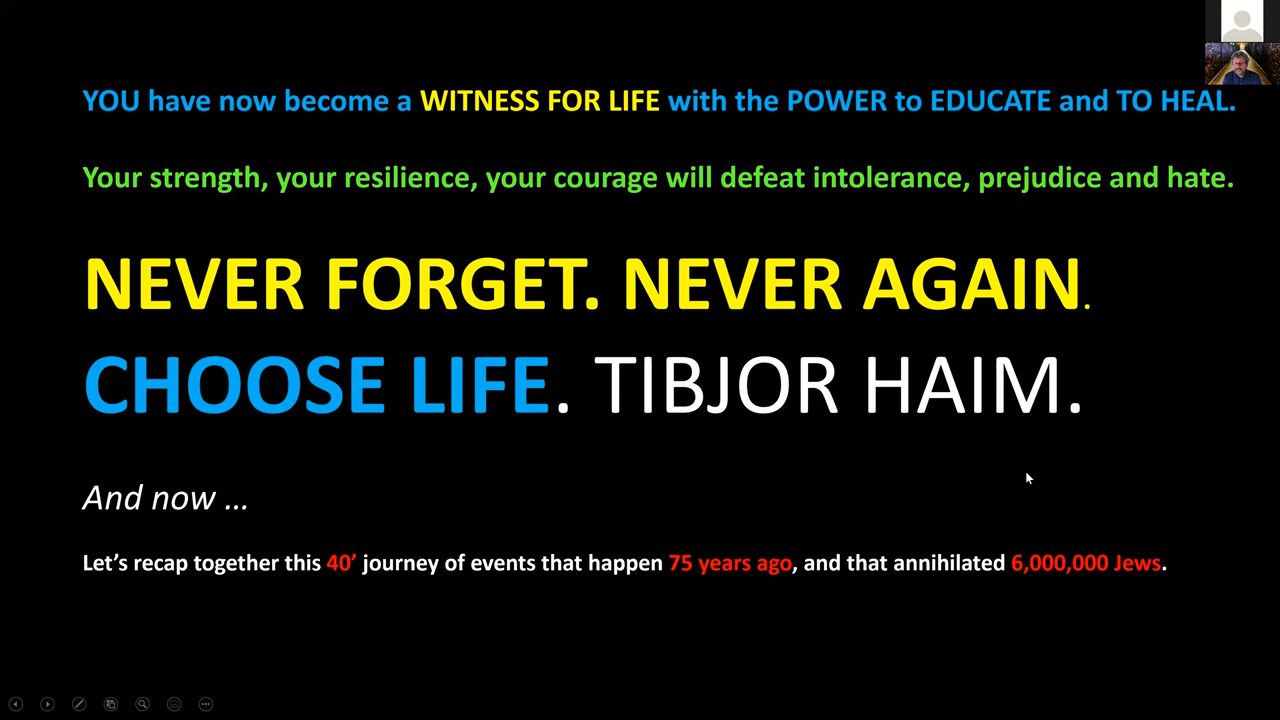 YOU have now become a WITNESS FOR LIFE with the POWER to EDUCATE and TO HEAL.
Your strength, your resilience, your courage will defeat intolerance, prejudice and hate.
NEVER FORGET. NEVER AGAIN.
CHOOSE LIFE. TIBJOR HAIM.
And now ...
Let's recap together this 40' journey of events that happen 75 years ago, and that annihilated 6,000,000 Jews.